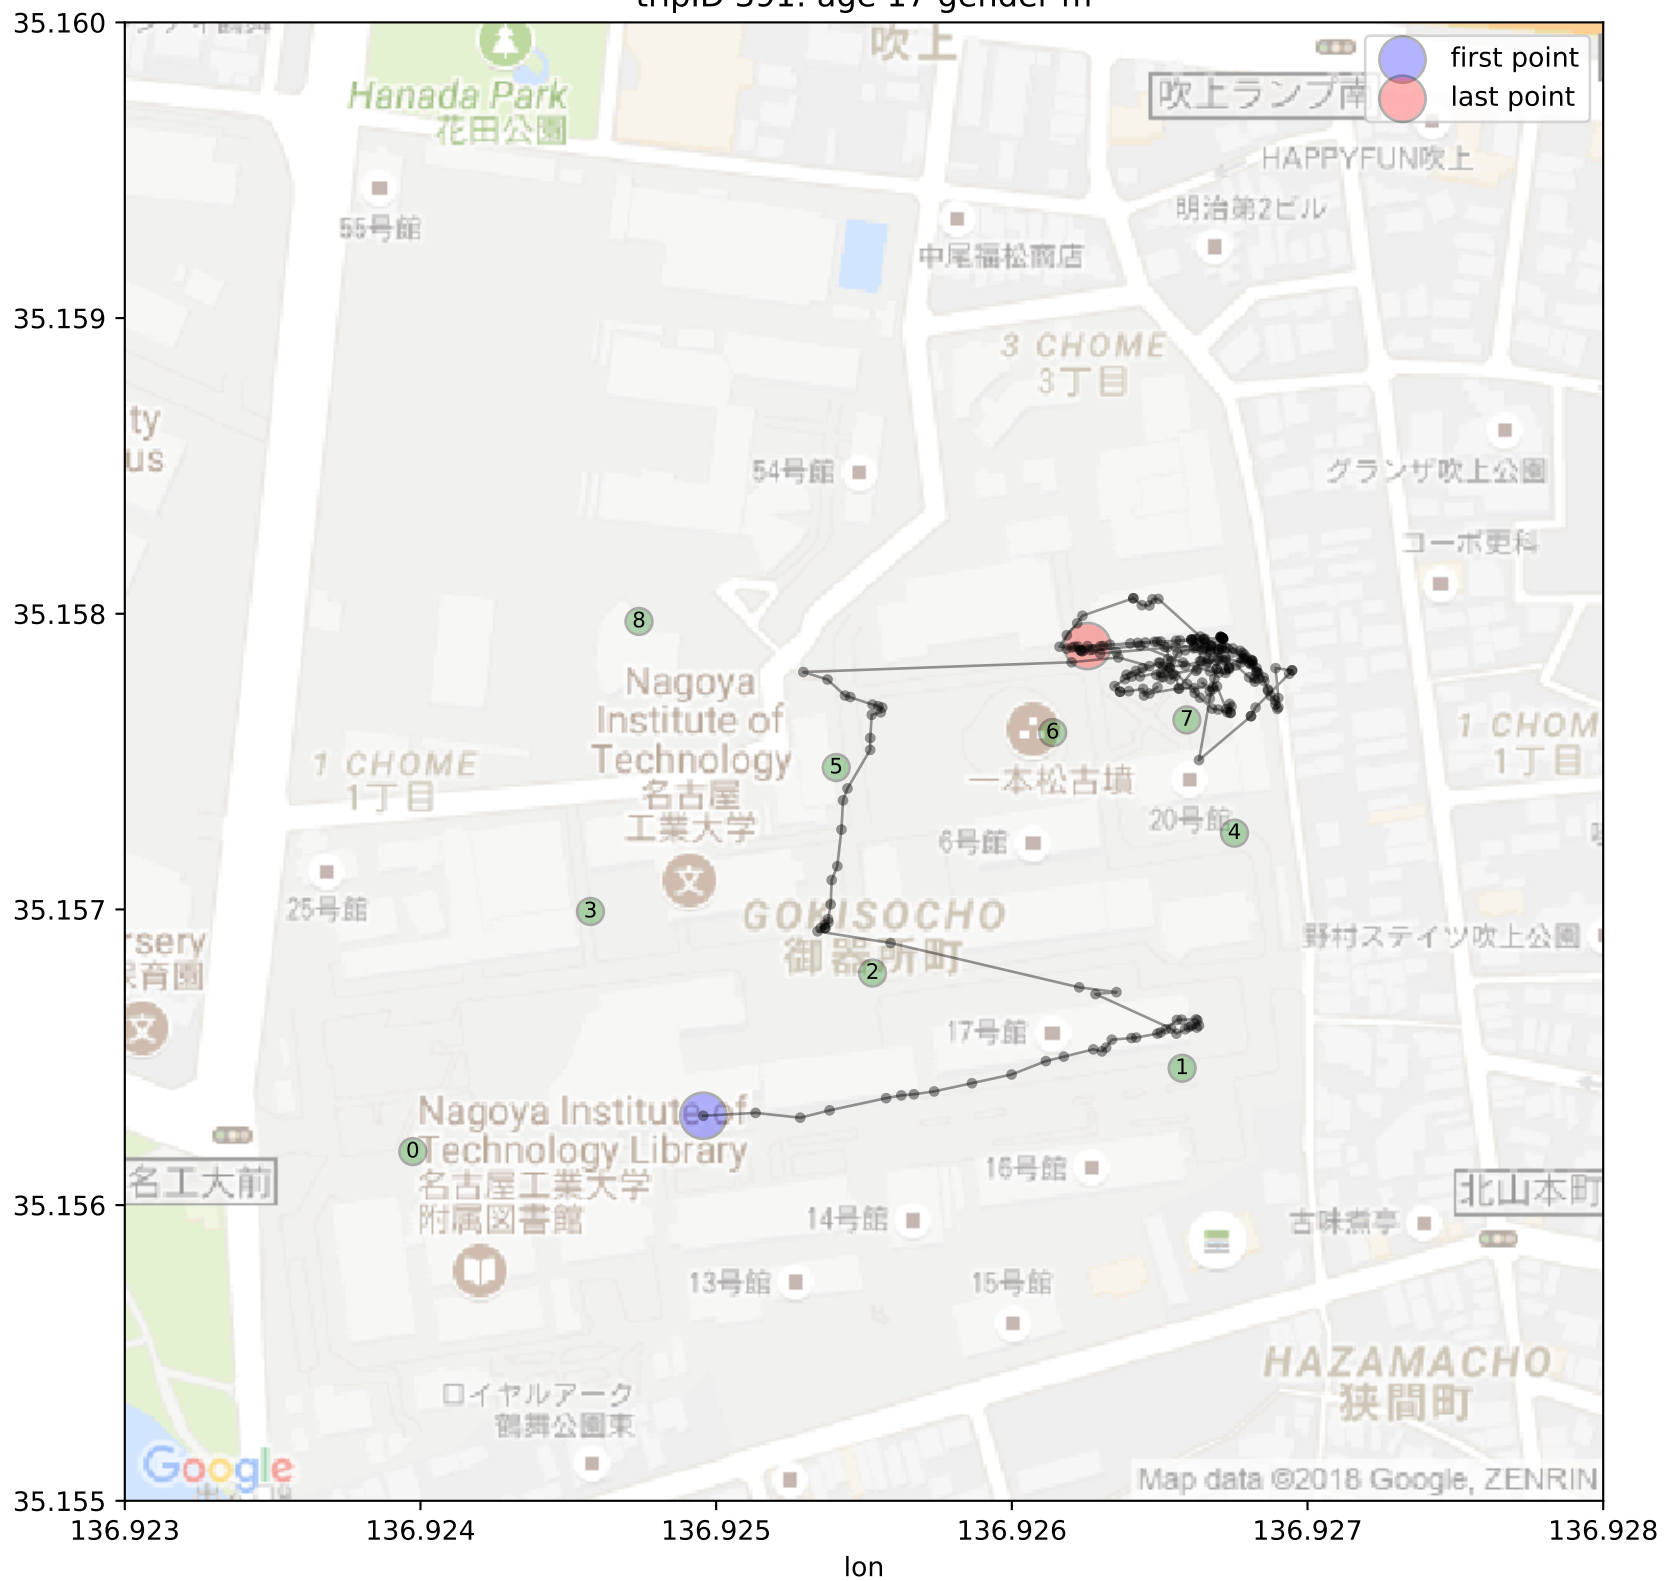 tripID 391: age 17 gender m
first point
last point
35.160
35.159
35.158
35.157
35.156
35.155
136.923
136.924
136.925
136.926
136.927
136.928
lon
吹上
吹上ランプ南
Hanada Park
花田公園
55号館
HAPPYFUN吹上
明治第2ビル
中尾福松商店
3 CHOME
3丁目
ty
us
54号館
グランザ吹上公園
コーポ更科
8
Nagoya
Institute of
Technology
名古屋
工業大学
1 CHOME
1丁目
5
6
7
一本松古墳
1 CHOM
1丁目
20号館
4
6号館
25号館
3
GOKISOCHO
御器所町
2
野村ステイツ吹上公園
rsery
保育園
17号館
1
Nagoya Institute of
Technology Library
名古屋工業大学
附属図書館
0
名工大前
16号館
北山本町
14号館
古味煮亭
13号館
15号館
HAZAMACHO
狭間町
ロイヤルアーク
鶴舞公園東
Google
Map data ©2018 Google, ZENRIN